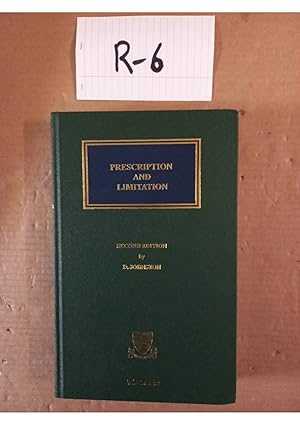 R-6
PRESCRIPTION
AND
LIMITATION
SECOND EDITION
by
D. JOHNSTON